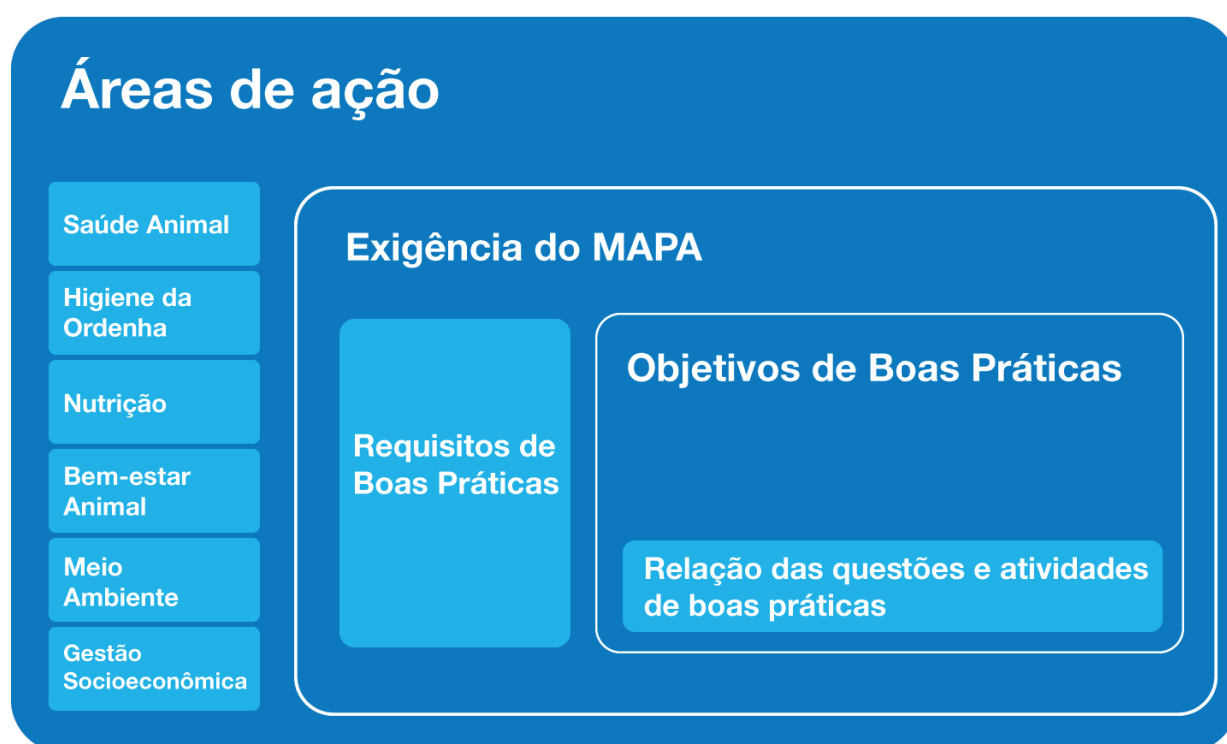 Áreas de ação
Saúde Animal
Higiene da
Ordenha
Nutrição
Bem-estar
Animal
Meio
Ambiente
Gestão
Socioeconômica
Exigência do MAPA
Requisitos de
Boas Práticas
Objetivos de Boas Práticas
Relação das questões e atividades
de boas práticas